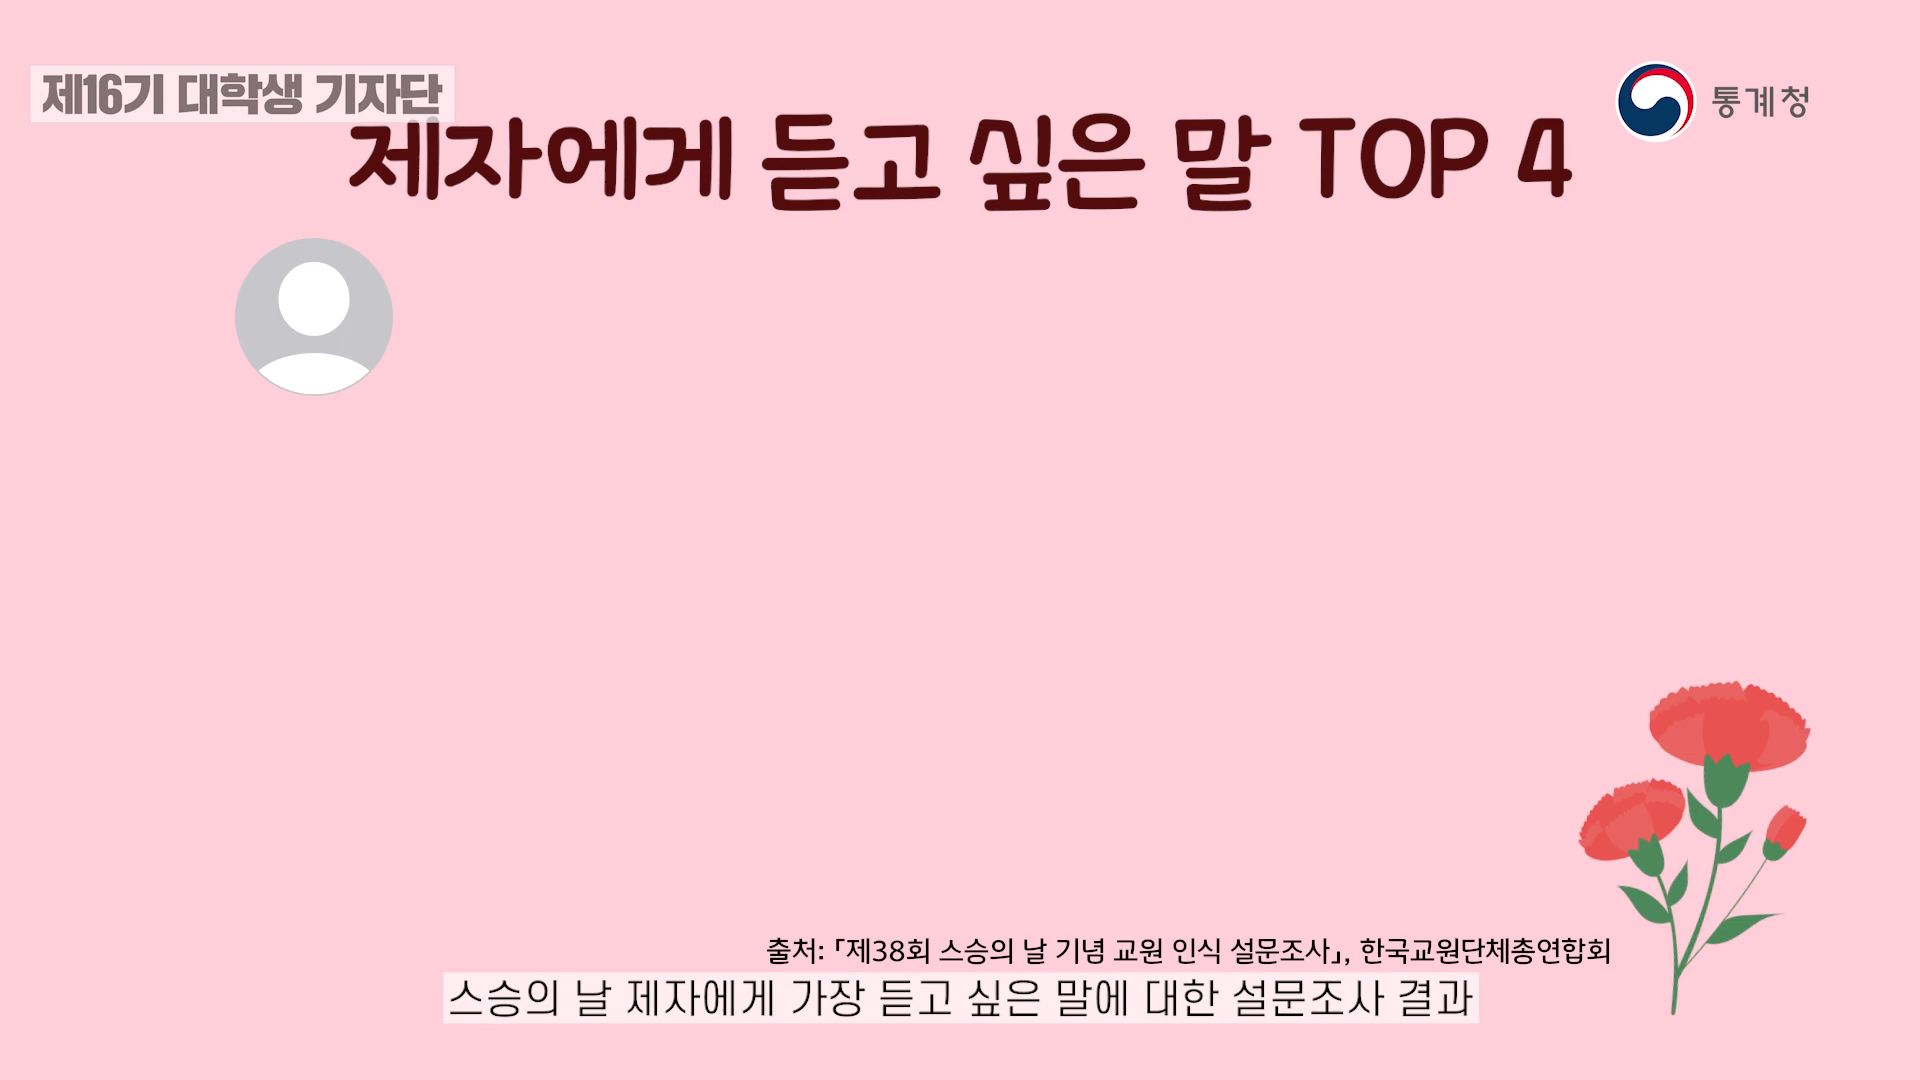 제16기 대학생 기자단
통계청
제자에게 듣고 싶은 말 TOP 4
출처: 「제38회 스승의 날 기념 교원 인식 설문조사」, 한국교원단체총연합회
스승의 날 제자에게 가장 듣고 싶은 말에 대한 설문조사 결과